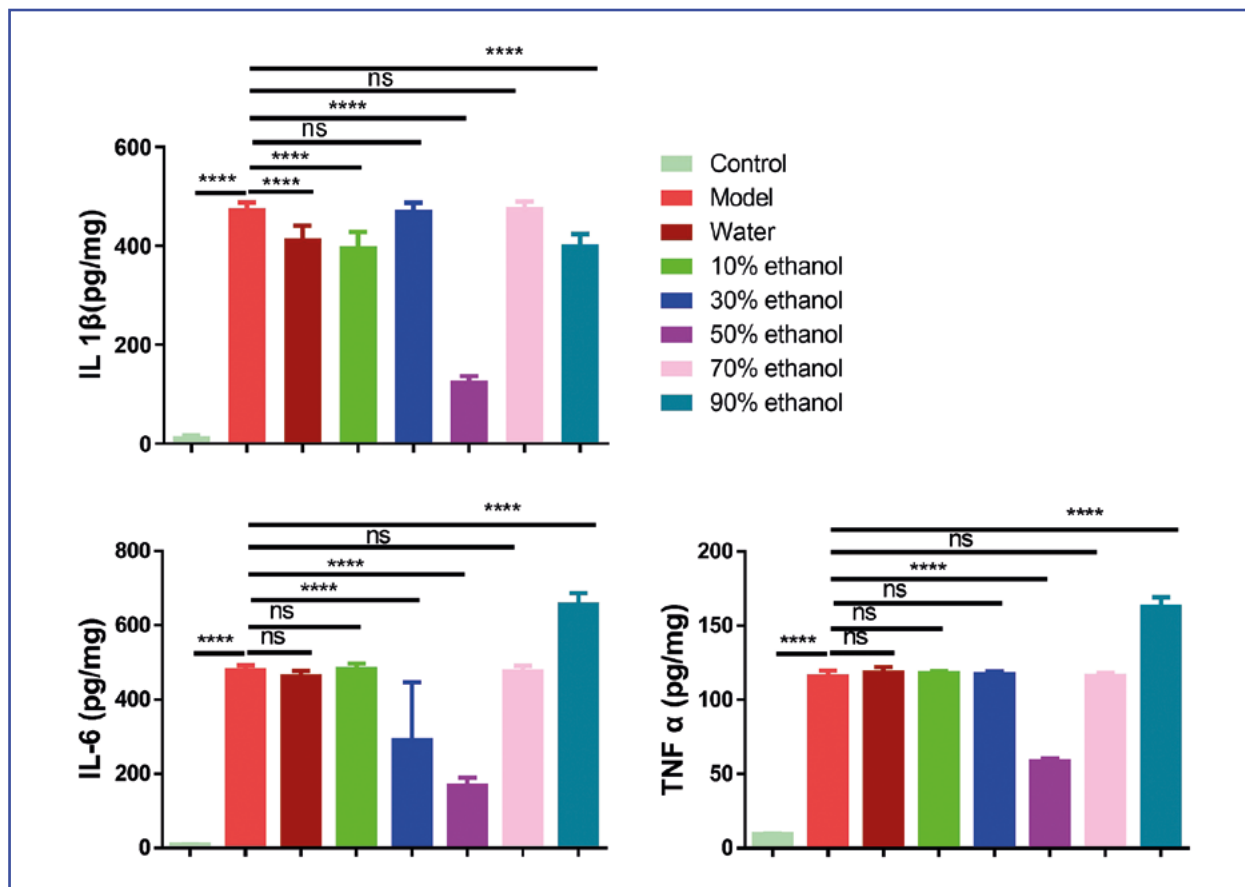 ****
ns
****
ns
****
****
****
600
400
200
0
IL 1β(pg/mg)
Control
Model
Water
10% ethanol
30% ethanol
50% ethanol
70% ethanol
90% ethanol
****
ns
****
****
ns
****
ns
800
600
400
200
0
IL-6 (pg/mg)
****
ns
****
ns
ns
****
ns
200
150
100
50
0
TNF α (pg/mg)